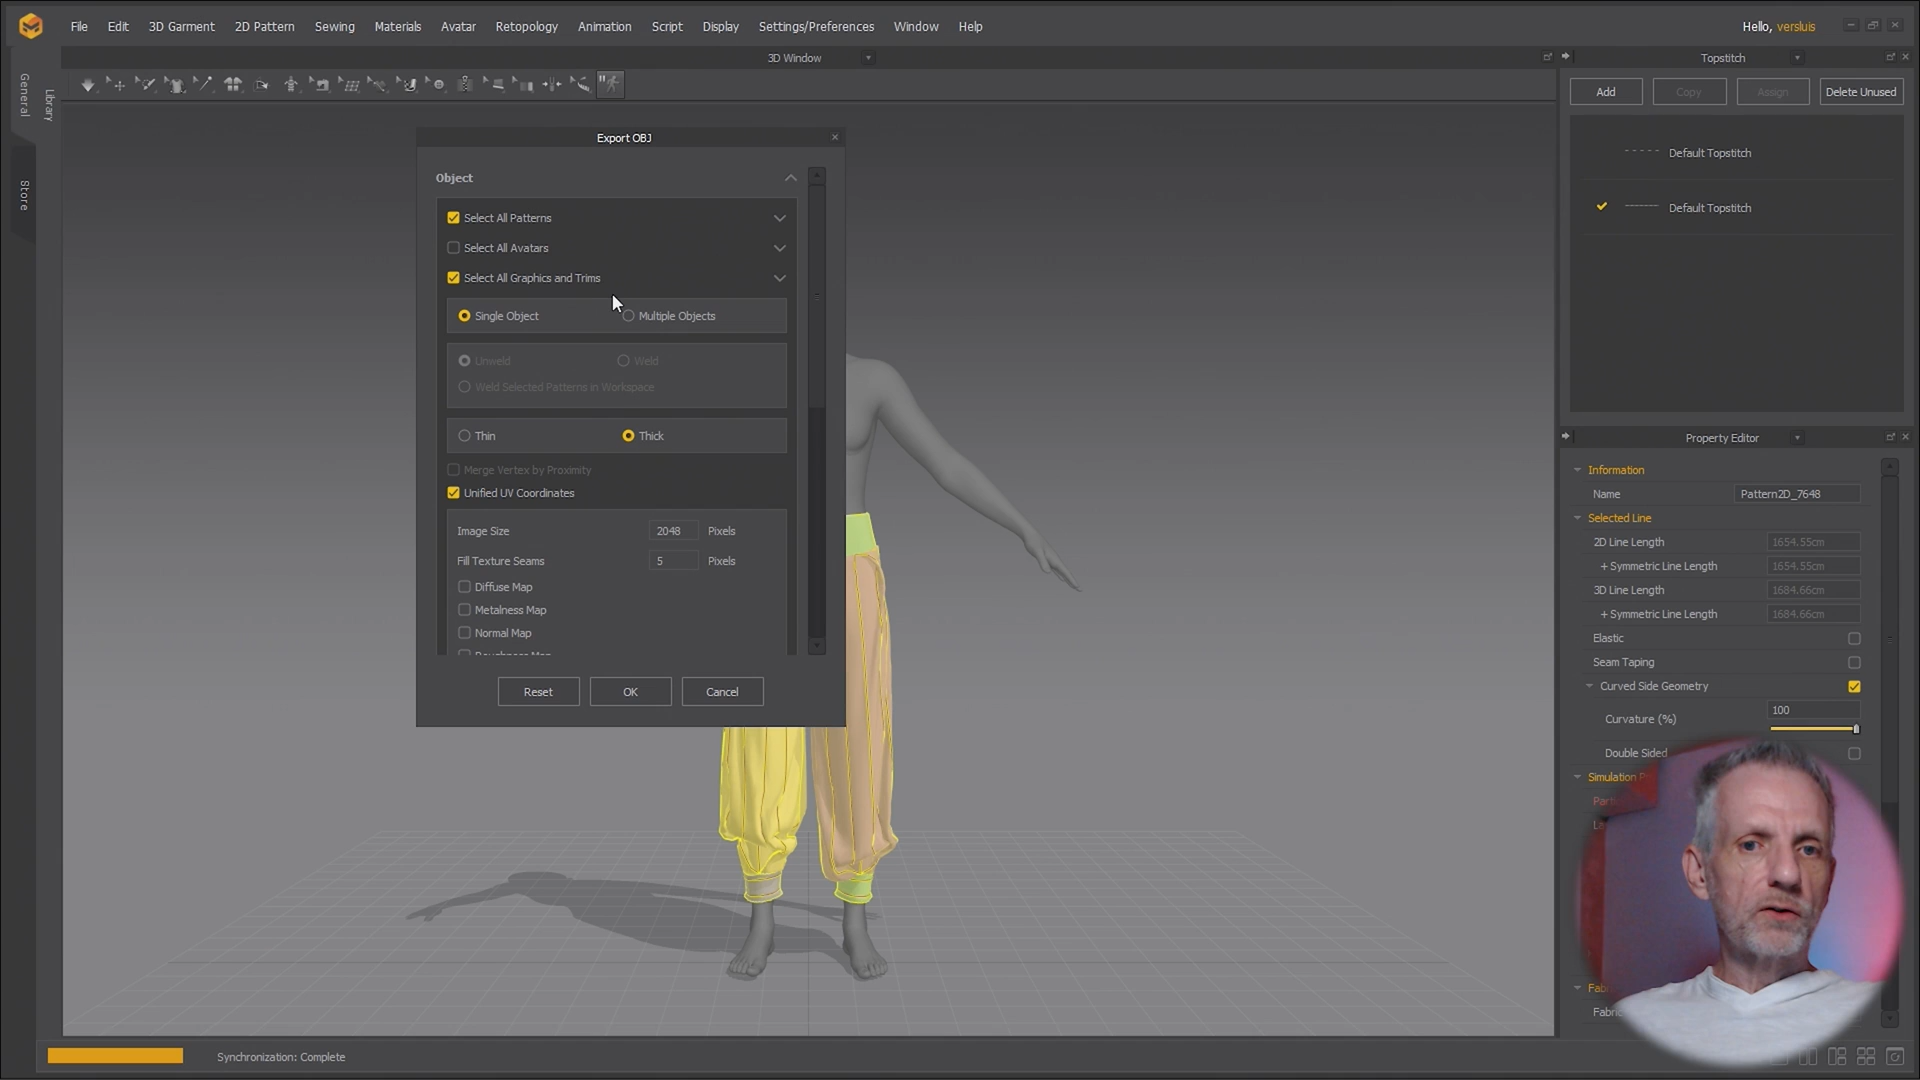 File Edit 3D Garment 2D Pattern Sewing Materials Avatar Retopology Animation Script Display Settings/Preferences Window Help
Hello, versluis
3D Window
Topstitch
General
Library
Store
Add Copy Assign Delete Unused
Default Topstitch
Default Topstitch
Export OBJ
Object
Select All Patterns
Select All Avatars
Select All Graphics and Trims
Single Object Multiple Objects
Unweld Weld
Weld Selected Patterns in Workspace
Thin Thick
Merge Vertex by Proximity
Unified UV Coordinates
Image Size 2048 Pixels
Fill Texture Seams 5 Pixels
Diffuse Map
Metalness Map
Normal Map
Roughness Map
Reset OK Cancel
Property Editor
Information
Name Pattern2D_7648
Selected Line
2D Line Length 1654.55cm
+ Symmetric Line Length 1654.55cm
3D Line Length 1684.66cm
+ Symmetric Line Length 1684.66cm
Elastic
Seam Taping
Curved Side Geometry
Curvature (%) 100
Double Sided
Simulation
Synchronization: Complete